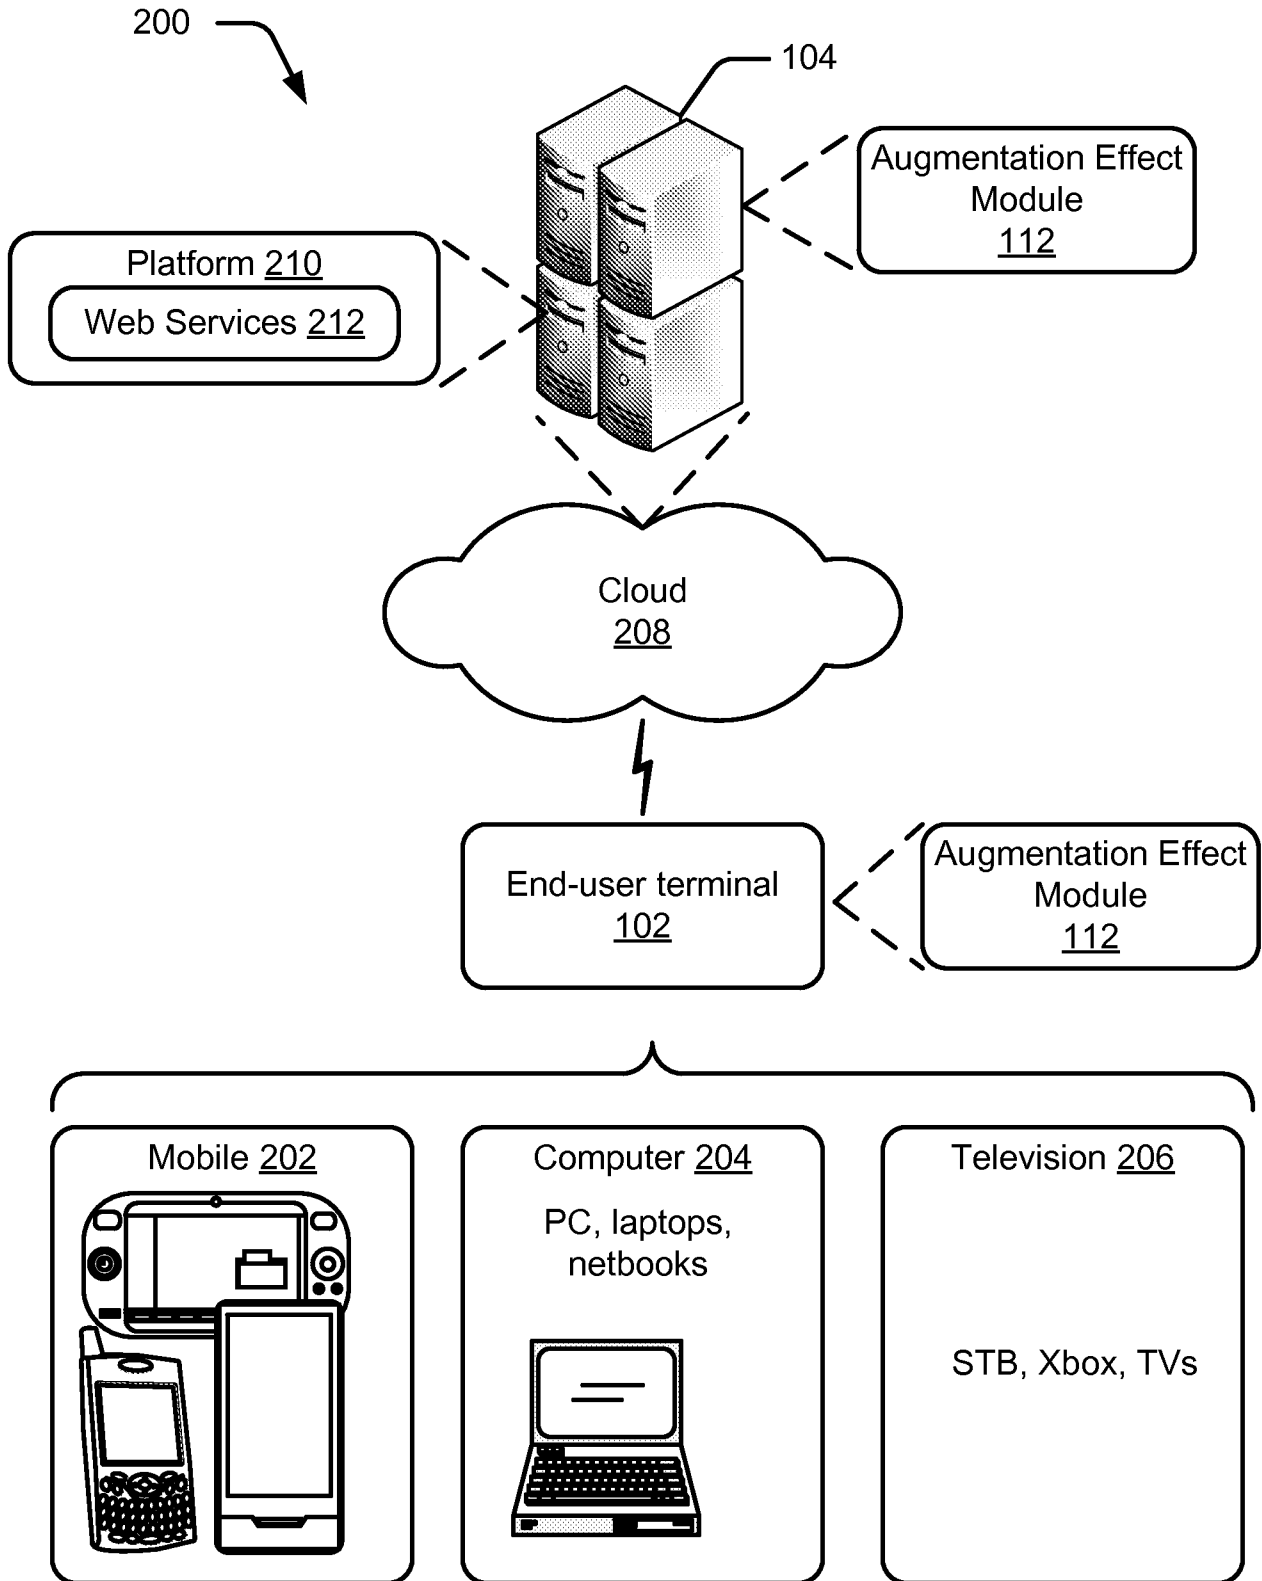 200
104
Augmentation Effect
Module
112
Platform 210
Web Services 212
Cloud
208
End-user terminal
102
Augmentation Effect
Module
112
Mobile 202
Computer 204
PC, laptops,
netbooks
Television 206
STB, Xbox, TVs